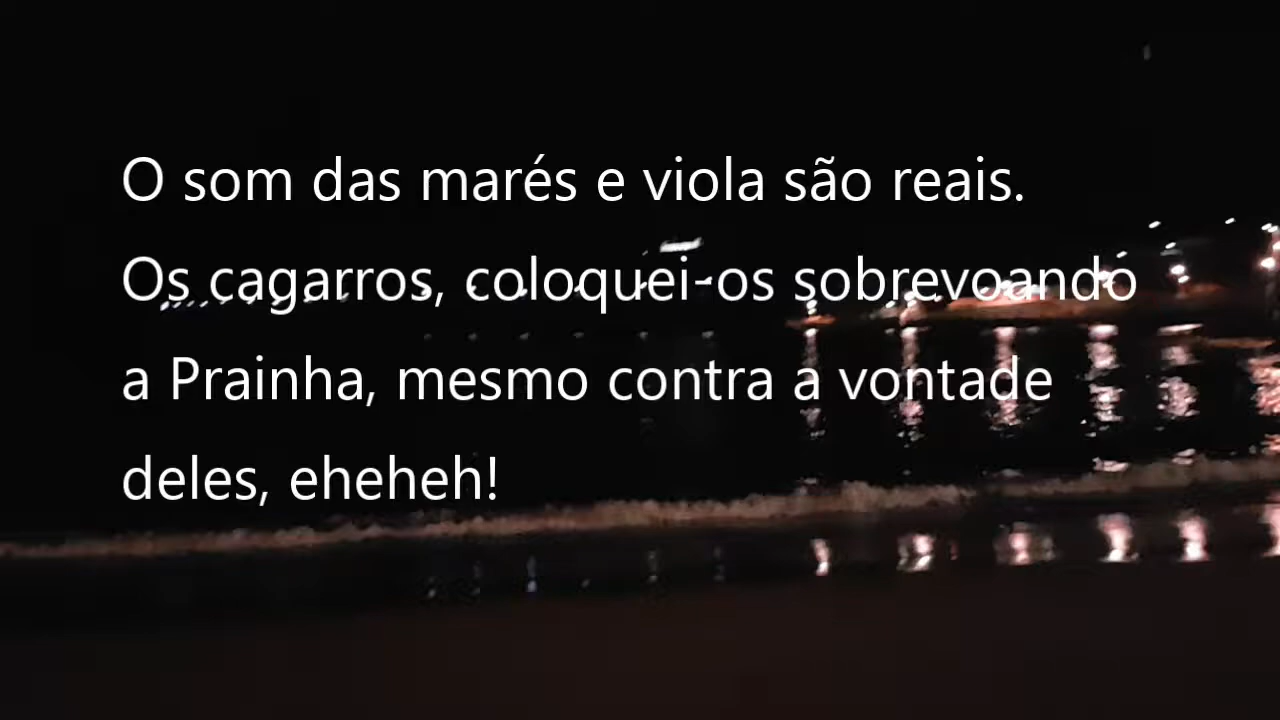 O som das marés e viola são reais.
Os cagarros, coloquei-os sobrevoando
a Prainha, mesmo contra a vontade
deles, eheheh!